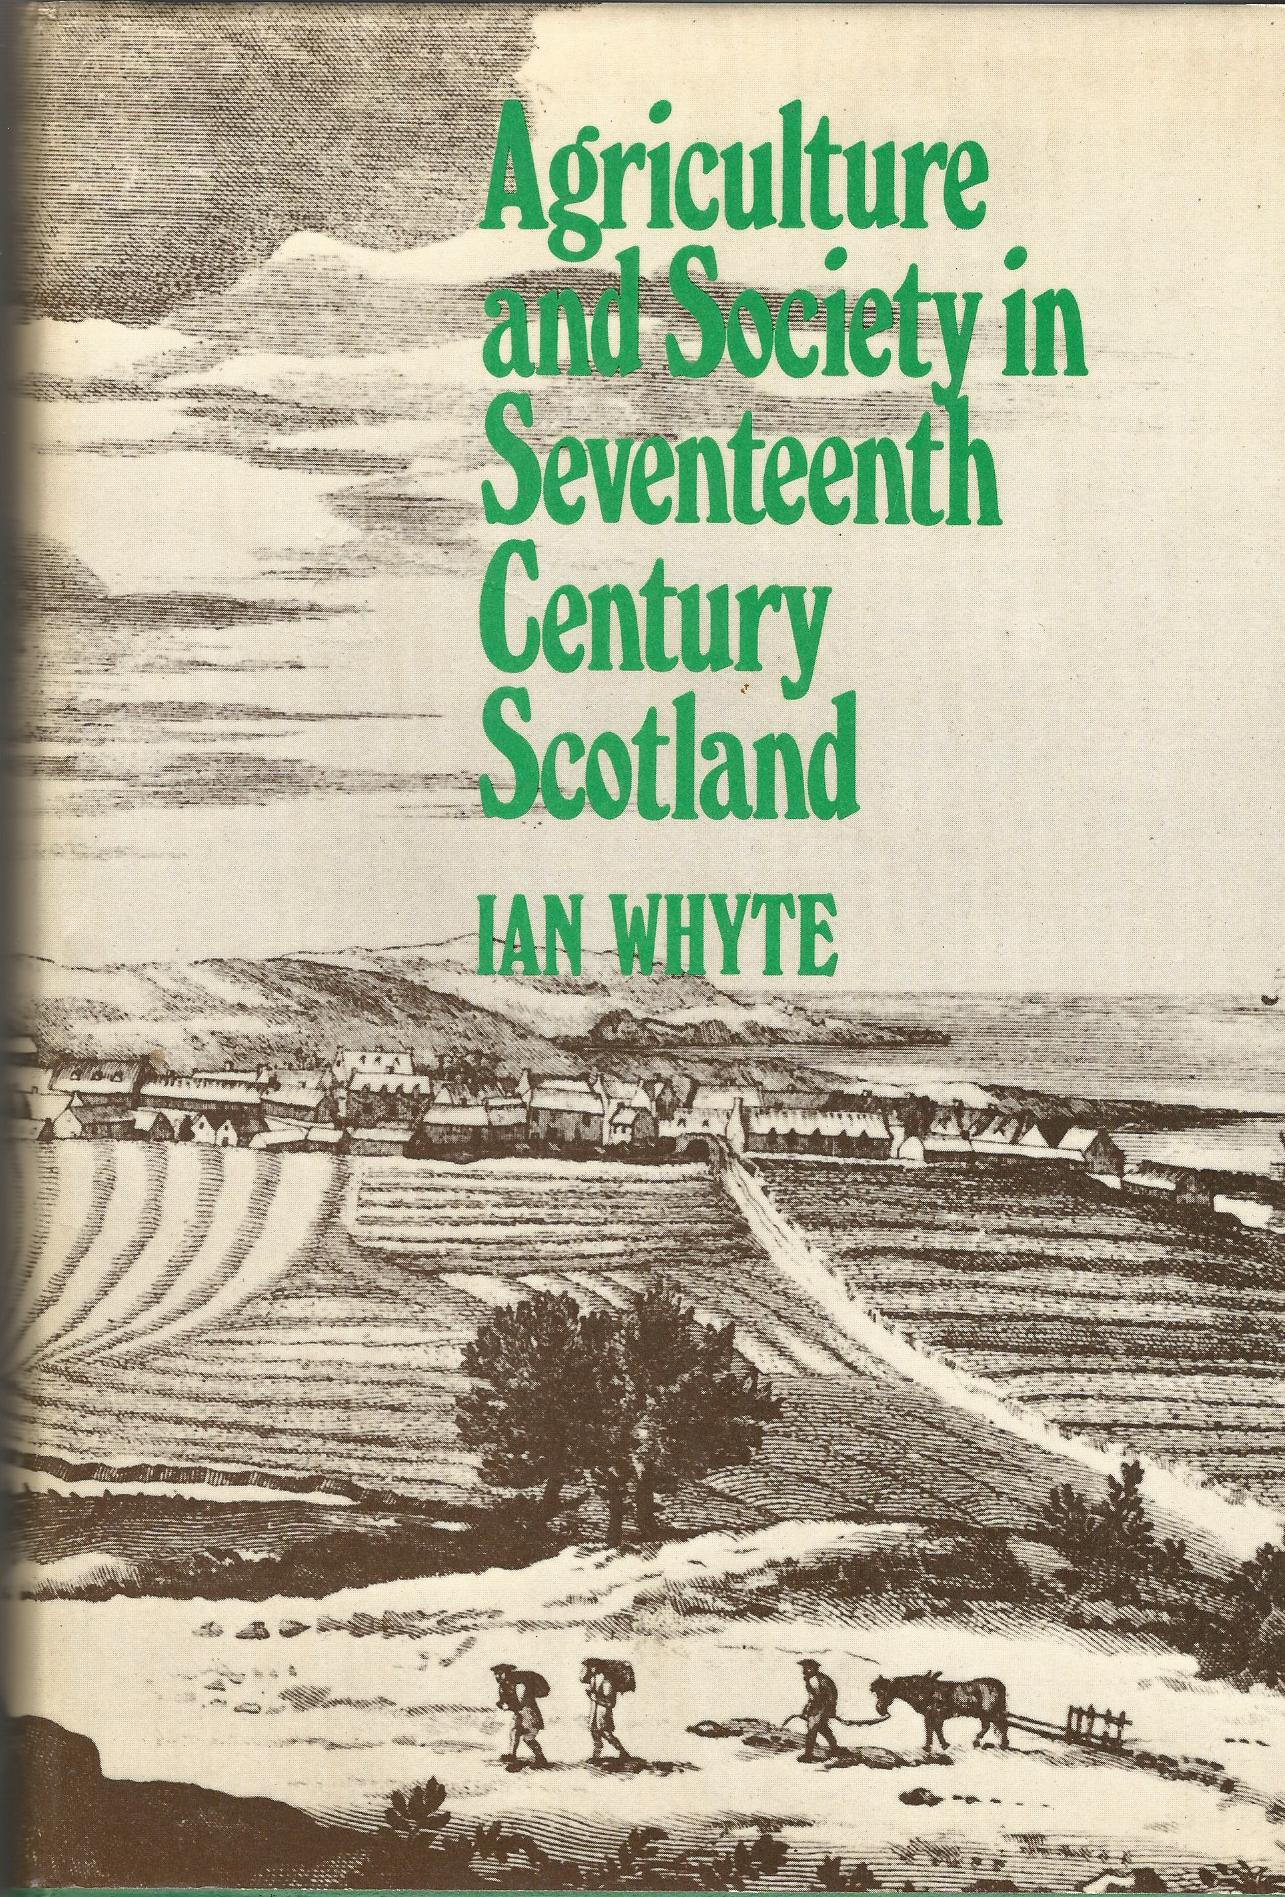 Agriculture
and Society in
Seventeenth
Century
Scotland
IAN WHYTE